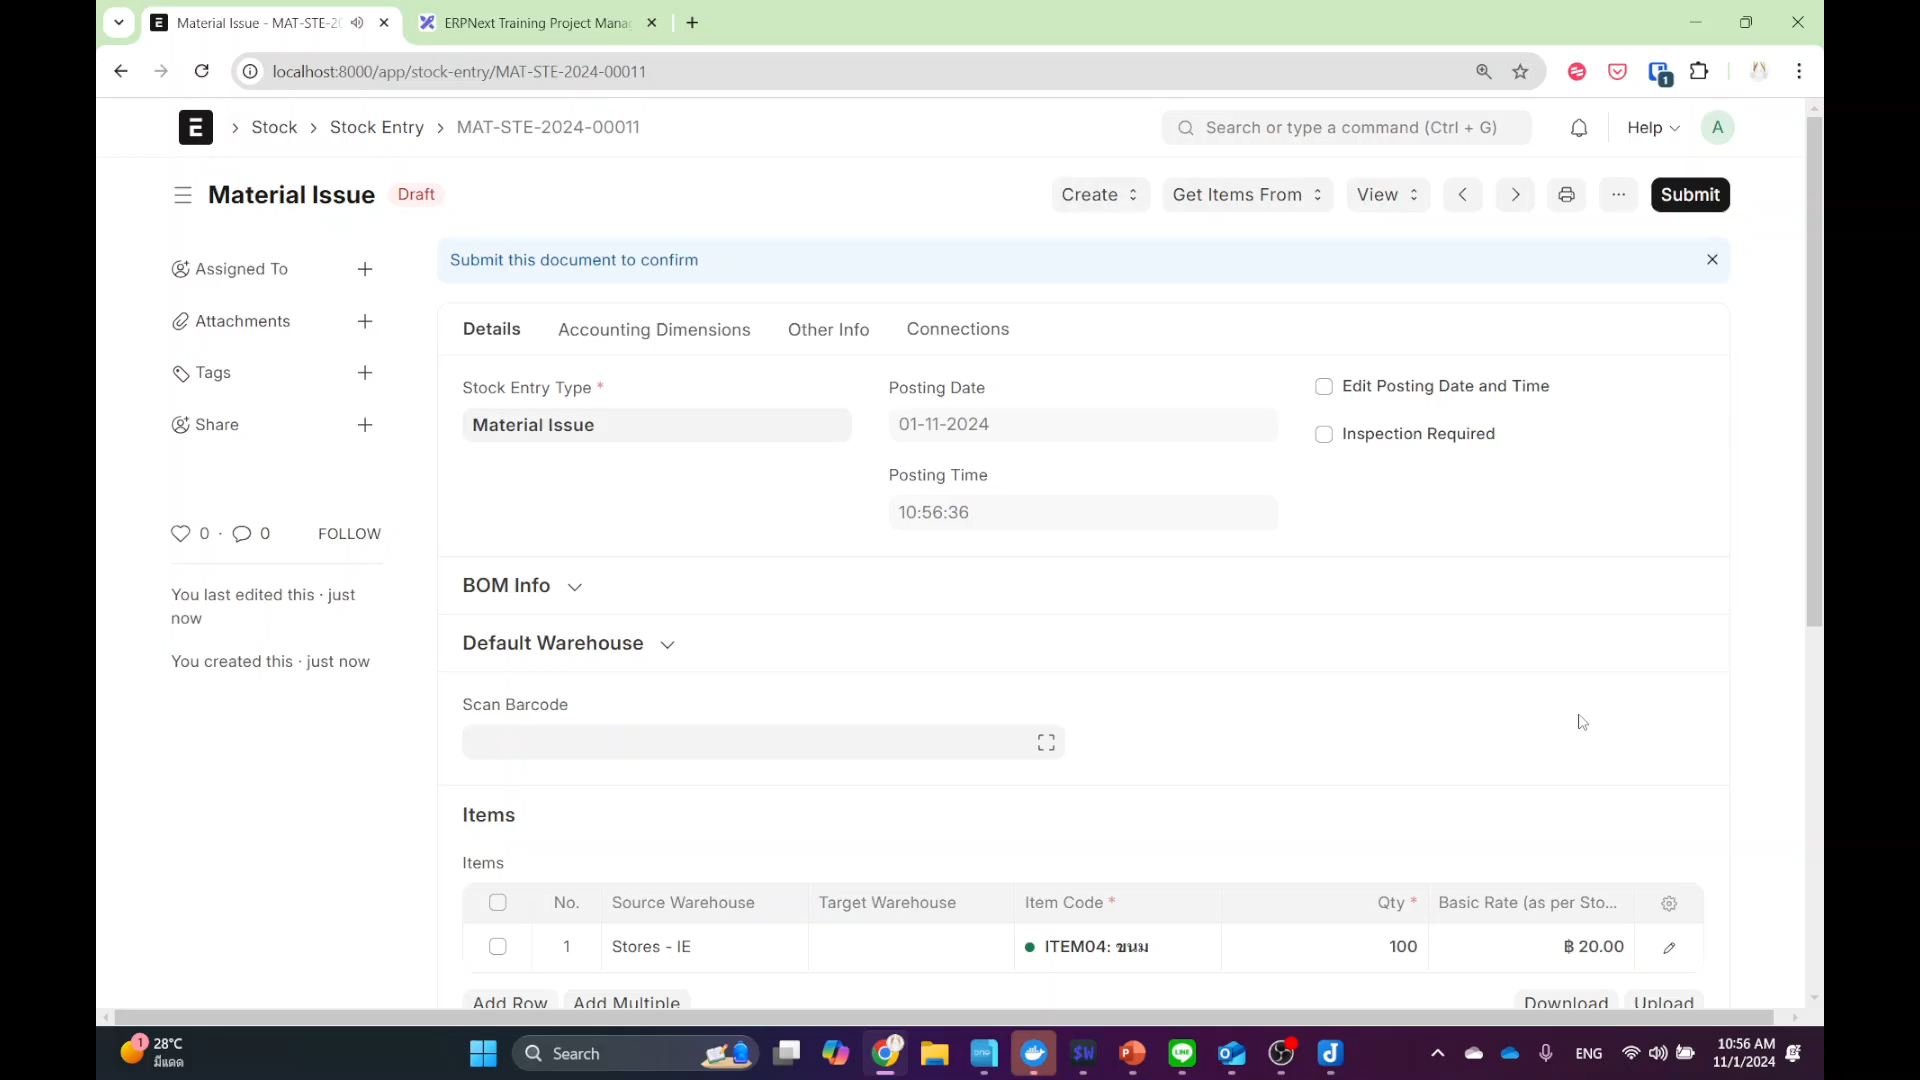 Material Issue - MAT-STE-20
ERPNext Training Project Mana
localhost:8000/app/stock-entry/MAT-STE-2024-00011
1
E
Stock
Stock Entry
MAT-STE-2024-00011
Search or type a command (Ctrl + G)
Help
A
Material Issue
Draft
Create
Get Items From
View
Submit
Assigned To
Submit this document to confirm
Attachments
Details
Accounting Dimensions
Other Info
Connections
Tags
Stock Entry Type *
Posting Date
Edit Posting Date and Time
Share
Material Issue
01-11-2024
Inspection Required
Posting Time
10:56:36
0 · 0
FOLLOW
BOM Info
You last edited this · just
now
Default Warehouse
You created this · just now
Scan Barcode
Items
Items
No.
Source Warehouse
Target Warehouse
Item Code *
Qty *
Basic Rate (as per Sto...
1
Stores - IE
ITEM04: ขนม
100
฿ 20.00
Add Row
Add Multiple
Download
Upload
1
28°C
มีแดด
Search
ENG
10:56 AM
11/1/2024